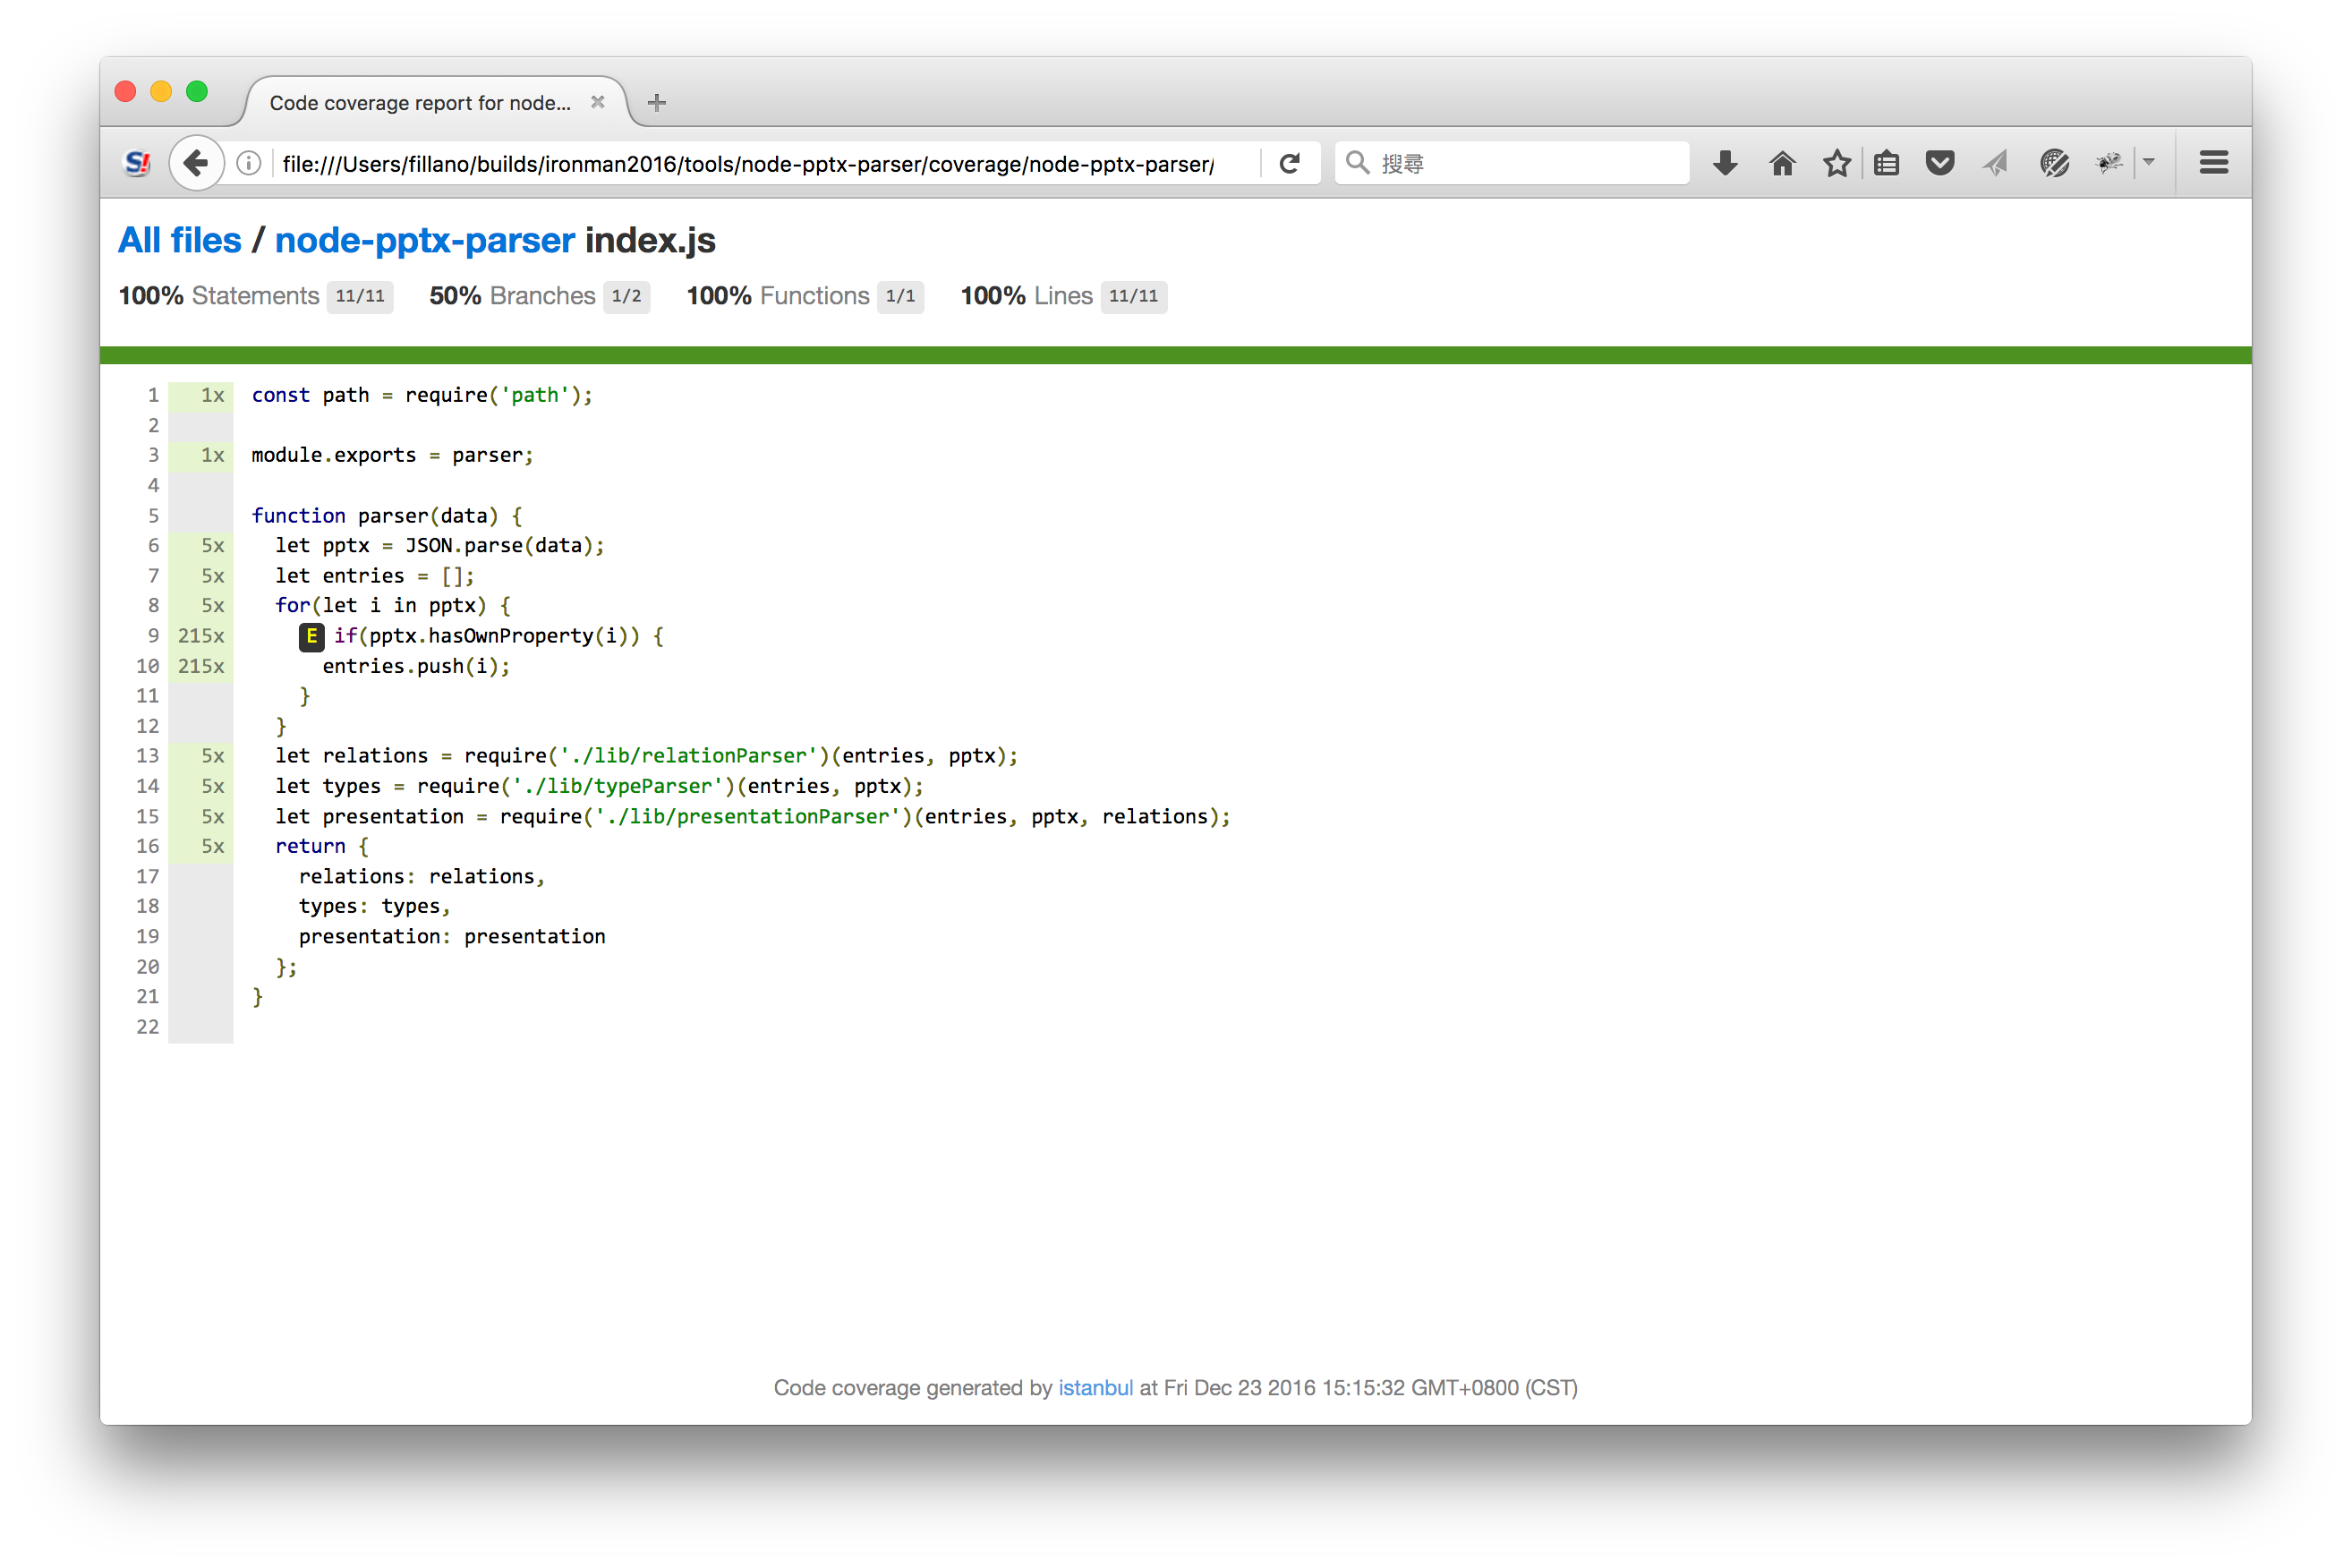 Code coverage report for node...
S!
file:///Users/fillano/builds/ironman2016/tools/node-pptx-parser/coverage/node-pptx-parser/
搜尋
All files / node-pptx-parser index.js
100% Statements 11/11 50% Branches 1/2 100% Functions 1/1 100% Lines 11/11
1 1x const path = require('path');
2
3 1x module.exports = parser;
4
5 function parser(data) {
6 5x let pptx = JSON.parse(data);
7 5x let entries = [];
8 5x for(let i in pptx) {
9 215x E if(pptx.hasOwnProperty(i)) {
10 215x entries.push(i);
11 }
12 }
13 5x let relations = require('./lib/relationParser')(entries, pptx);
14 5x let types = require('./lib/typeParser')(entries, pptx);
15 5x let presentation = require('./lib/presentationParser')(entries, pptx, relations);
16 5x return {
17 relations: relations,
18 types: types,
19 presentation: presentation
20 };
21 }
22
Code coverage generated by istanbul at Fri Dec 23 2016 15:15:32 GMT+0800 (CST)